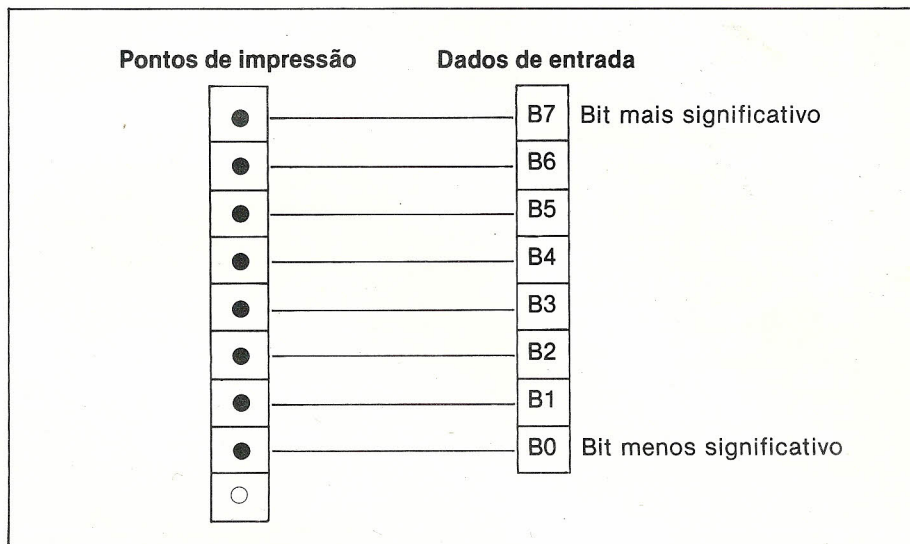 Pontos de impressão Dados de entrada
B7 Bit mais significativo
B6
B5
B4
B3
B2
B1
B0 Bit menos significativo